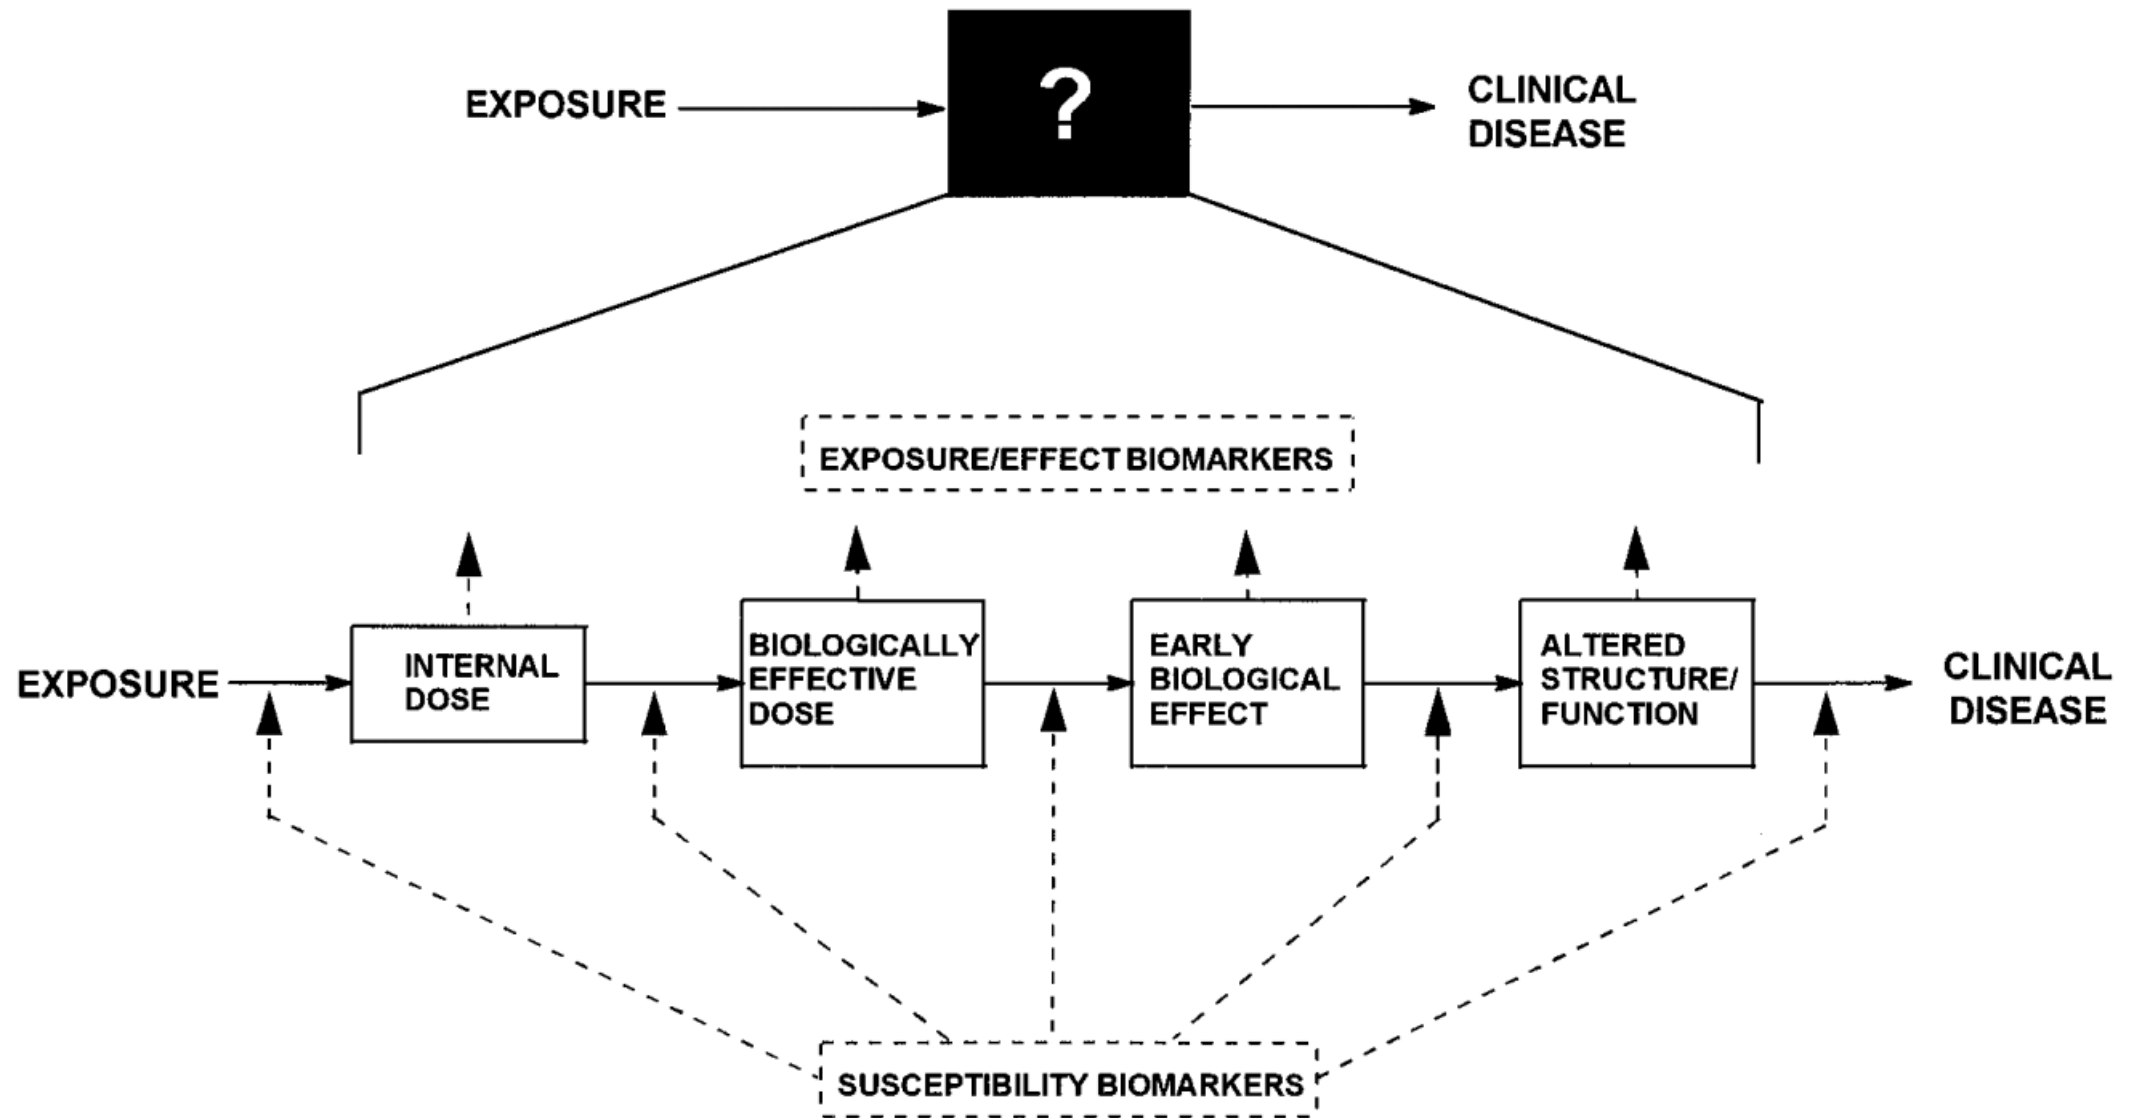 EXPOSURE
?
CLINICAL
DISEASE
EXPOSURE/EFFECT BIOMARKERS
EXPOSURE
INTERNAL
DOSE
BIOLOGICALLY
EFFECTIVE
DOSE
EARLY
BIOLOGICAL
EFFECT
ALTERED
STRUCTURE/
FUNCTION
CLINICAL
DISEASE
SUSCEPTIBILITY BIOMARKERS